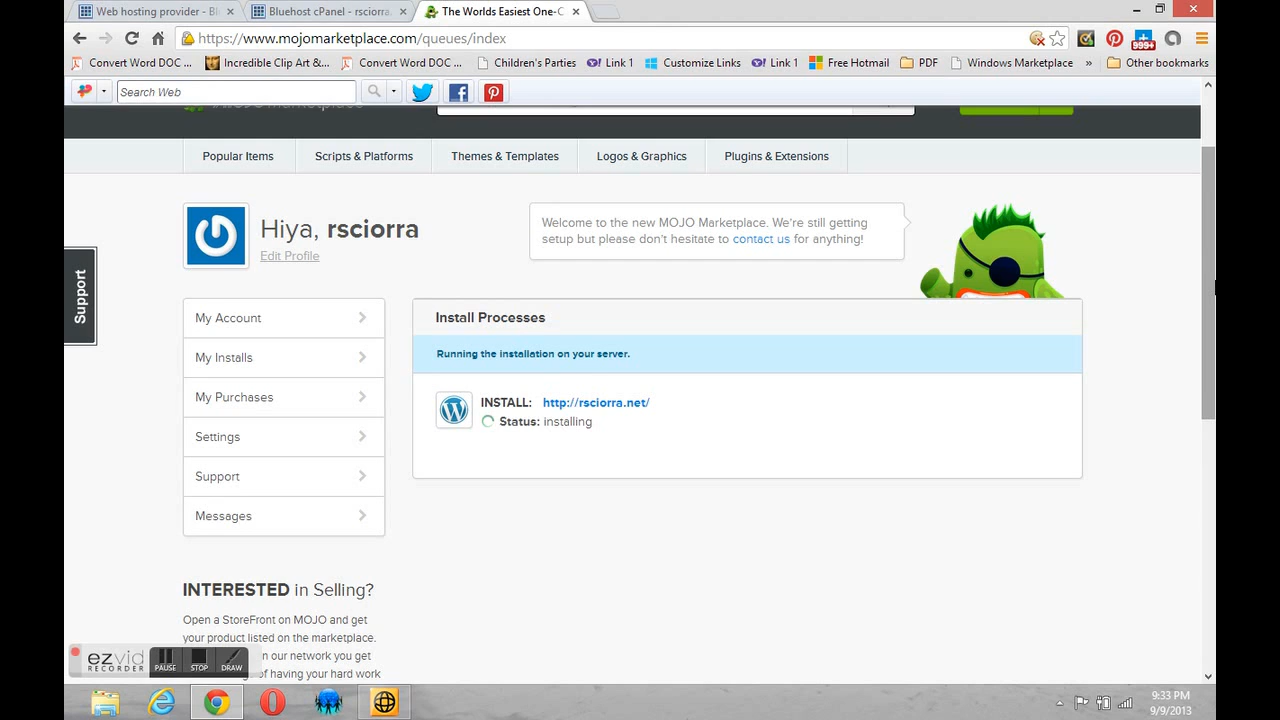 Web hosting provider - Bl
Bluehost cPanel - rsciorra.
The Worlds Easiest One-C
https://www.mojomarketplace.com/queues/index
999+
Convert Word DOC ...
Incredible Clip Art &...
Convert Word DOC ...
Children's Parties
Link 1
Customize Links
Link 1
Free Hotmail
PDF
Windows Marketplace
»
Other bookmarks
Search Web
Popular Items
Scripts & Platforms
Themes & Templates
Logos & Graphics
Plugins & Extensions
Hiya, rsciorra
Edit Profile
Welcome to the new MOJO Marketplace. We're still getting
setup but please don't hesitate to contact us for anything!
Support
My Account
My Installs
My Purchases
Settings
Support
Messages
Install Processes
Running the installation on your server.
INSTALL: http://rsciorra.net/
Status: installing
INTERESTED in Selling?
Open a StoreFront on MOJO and get
your product listed on the marketplace.
n our network you get
of having your hard work
ezvid
RECORDER
PAUSE
STOP
DRAW
9:33 PM
9/9/2013